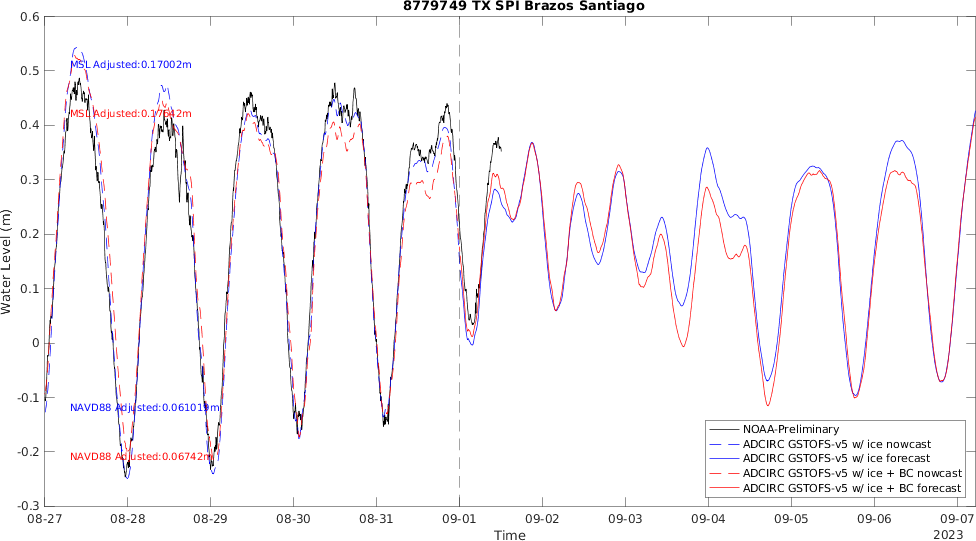 8779749 TX SPI Brazos Santiago
0.6
0.5
0.4
0.3
0.2
0.1
0
-0.1
-0.2
-0.3
Water Level (m)
MSL Adjusted:0.17002m
MSL Adjusted:0.17642m
NAVD88 Adjusted:0.061019m
NAVD88 Adjusted:0.06742m
NOAA-Preliminary
ADCIRC GSTOFS-v5 w/ ice nowcast
ADCIRC GSTOFS-v5 w/ ice forecast
ADCIRC GSTOFS-v5 w/ ice + BC nowcast
ADCIRC GSTOFS-v5 w/ ice + BC forecast
08-27 08-28 08-29 08-30 08-31 09-01 09-02 09-03 09-04 09-05 09-06 09-07
Time
2023